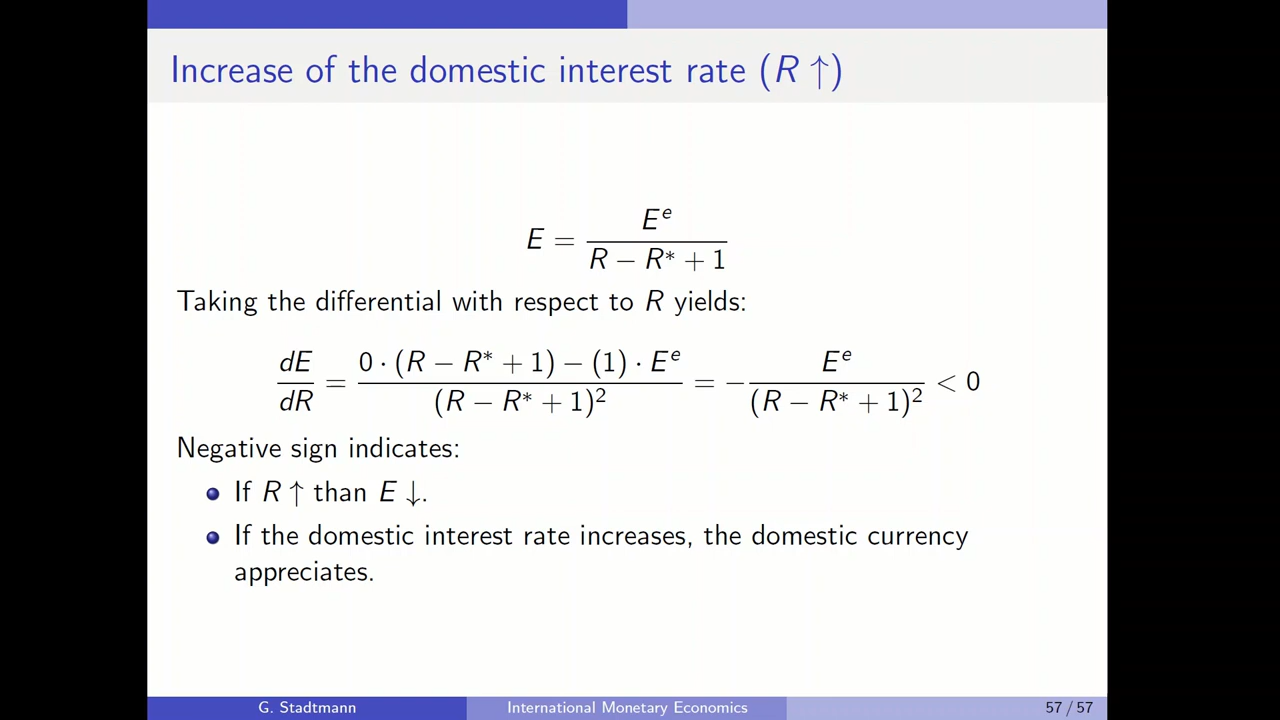 Increase of the domestic interest rate (R ↑)
E = E^e / (R − R* + 1)
Taking the differential with respect to R yields:
dE/dR = (0 · (R − R* + 1) − (1) · E^e) / (R − R* + 1)² = − E^e / (R − R* + 1)² < 0
Negative sign indicates:
If R ↑ than E ↓.
If the domestic interest rate increases, the domestic currency
appreciates.
G. Stadtmann International Monetary Economics 57 / 57